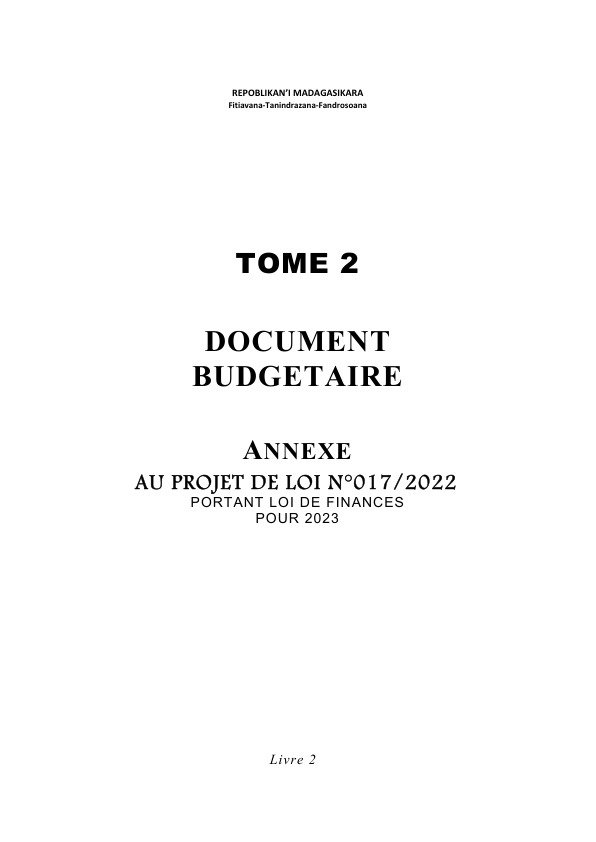 REPOBLIKAN'I MADAGASIKARA
Fitiavana-Tanindrazana-Fandrosoana
TOME 2
DOCUMENT
BUDGETAIRE
ANNEXE
AU PROJET DE LOI N°017/2022
PORTANT LOI DE FINANCES
POUR 2023
Livre 2